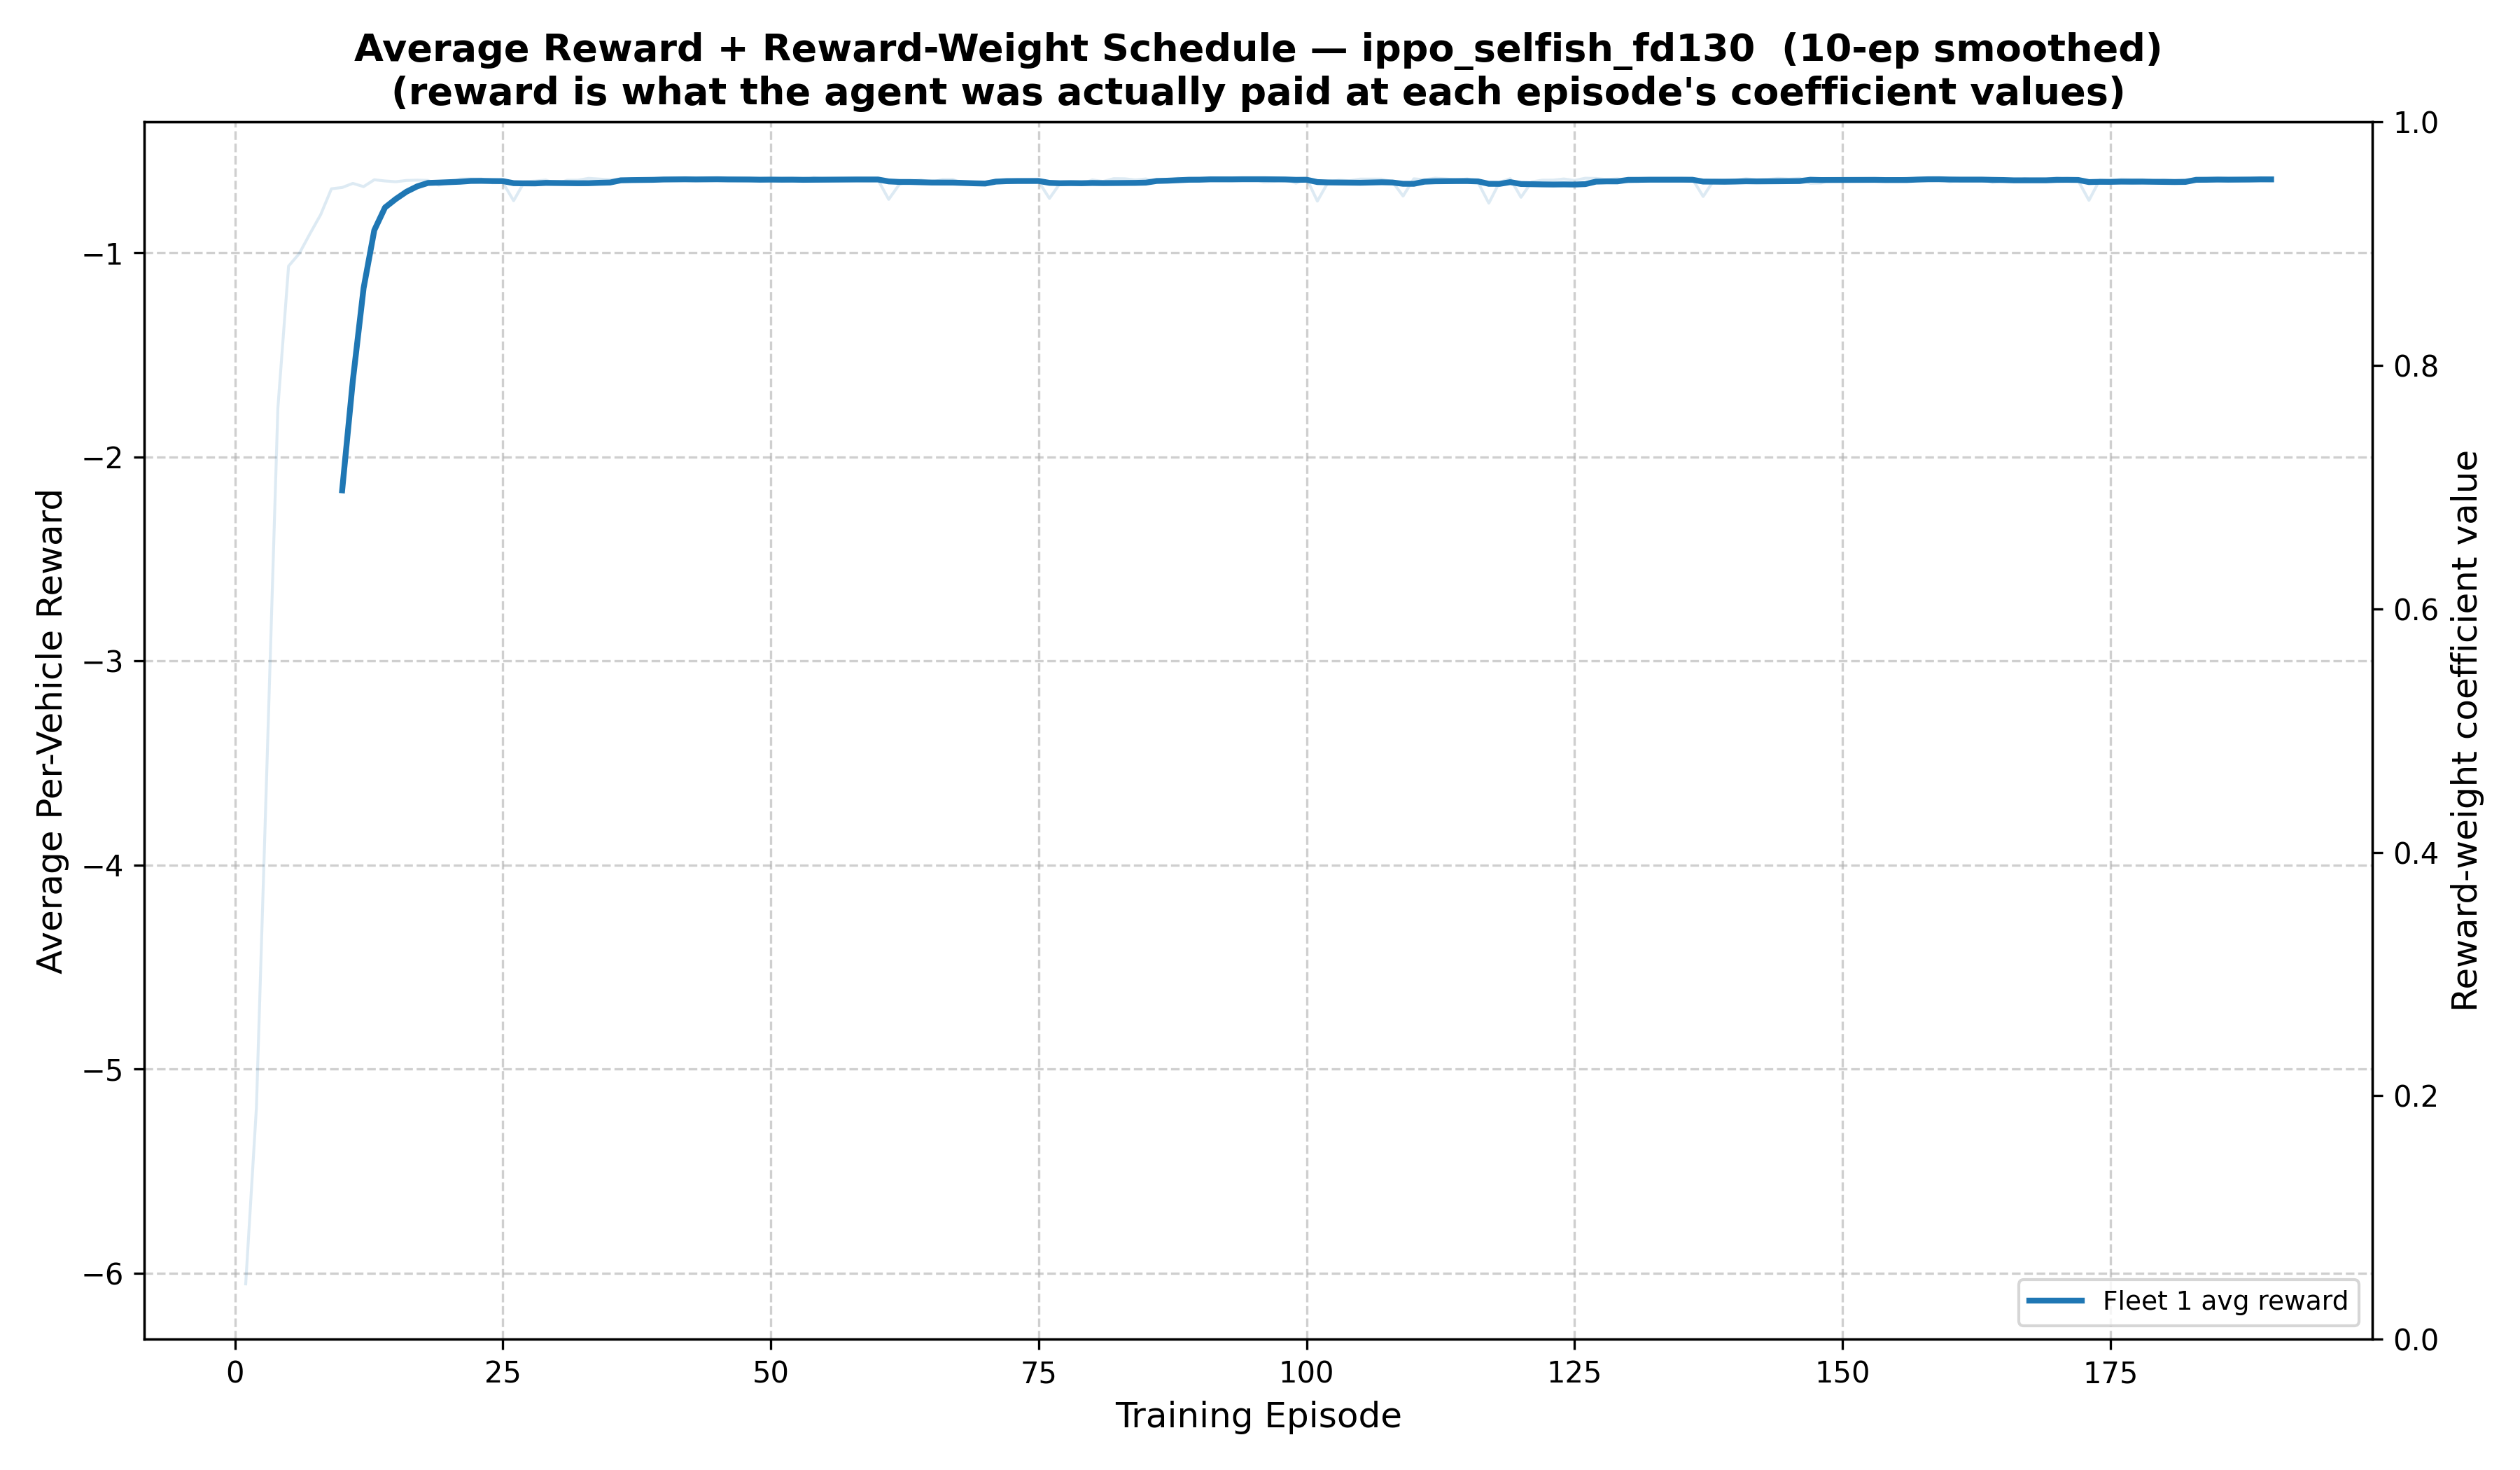 Average Reward + Reward-Weight Schedule — ippo_selfish_fd130  (10-ep smoothed)
(reward is what the agent was actually paid at each episode's coefficient values)
Average Per-Vehicle Reward
−1
−2
−3
−4
−5
−6
1.0
0.8
0.6
0.4
0.2
0.0
Reward-weight coefficient value
Fleet 1 avg reward
0 25 50 75 100 125 150 175
Training Episode